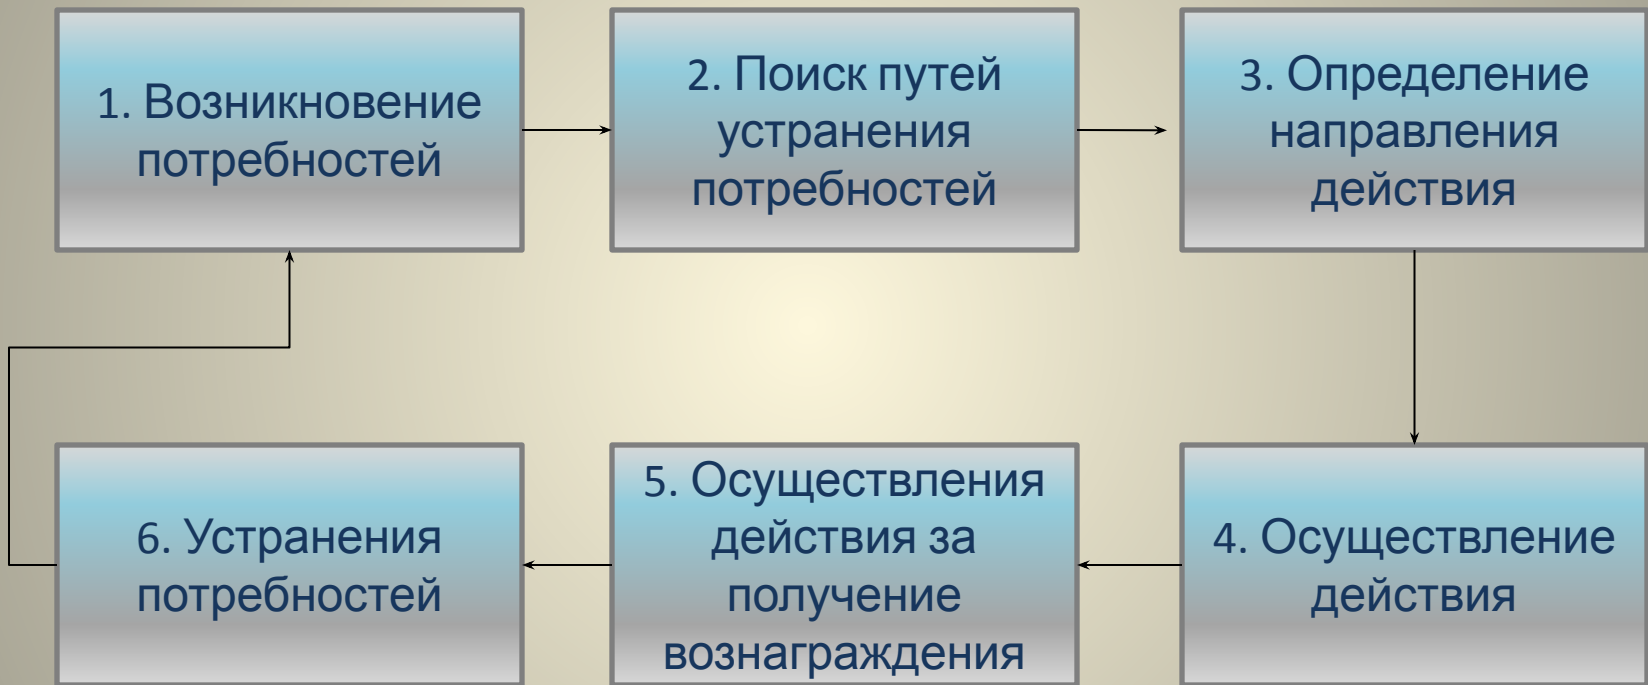 1. Возникновение
потребностей
2. Поиск путей
устранения
потребностей
3. Определение
направления
действия
4. Осуществление
действия
5. Осуществления
действия за
получение
вознаграждения
6. Устранения
потребностей